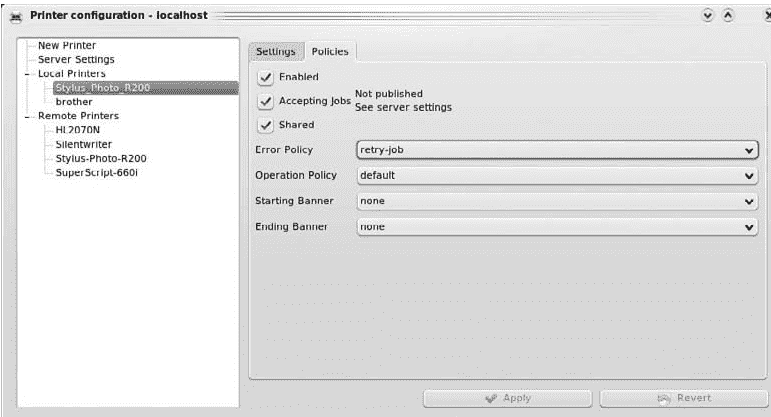 Printer configuration - localhost
New Printer
Server Settings
Local Printers
Stylus_Photo_R200
brother
Remote Printers
HL2070N
Silentwriter
Stylus-Photo-R200
SuperScript-660i
Settings Policies
Enabled
Accepting Jobs
Not published
See server settings
Shared
Error Policy retry-job
Operation Policy default
Starting Banner none
Ending Banner none
Apply Revert